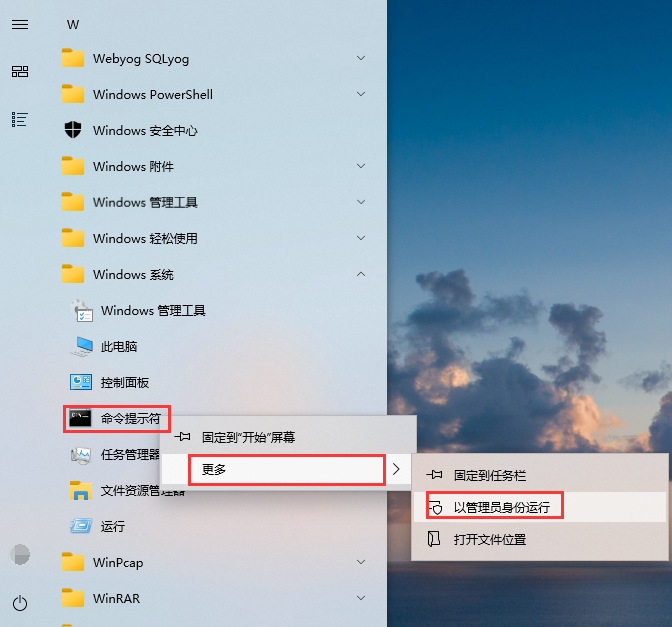 W
Webyog SQLyog
Windows PowerShell
Windows 安全中心
Windows 附件
Windows 管理工具
Windows 轻松使用
Windows 系统
Windows 管理工具
此电脑
控制面板
命令提示符
固定到"开始"屏幕
任务管理器
更多
固定到任务栏
文件资源管理器
以管理员身份运行
运行
打开文件位置
WinPcap
WinRAR